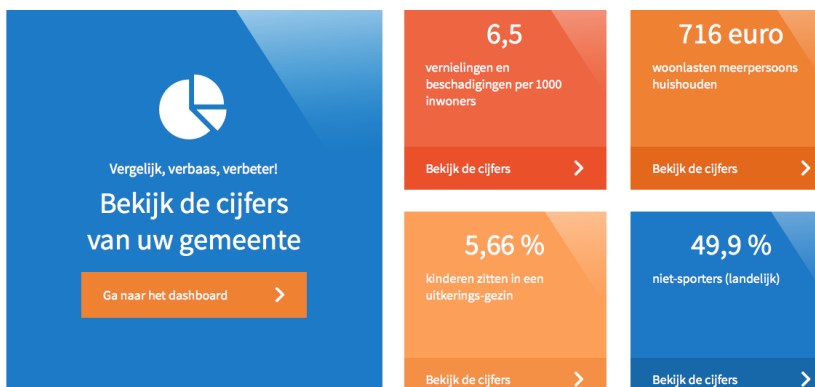 Vergelijk, verbaas, verbeter!
Bekijk de cijfers
van uw gemeente
Ga naar het dashboard
6,5
vernielingen en
beschadigingen per 1000
inwoners
Bekijk de cijfers
716 euro
woonlasten meerpersoons
huishouden
Bekijk de cijfers
5,66 %
kinderen zitten in een
uitkerings-gezin
Bekijk de cijfers
49,9 %
niet-sporters (landelijk)
Bekijk de cijfers